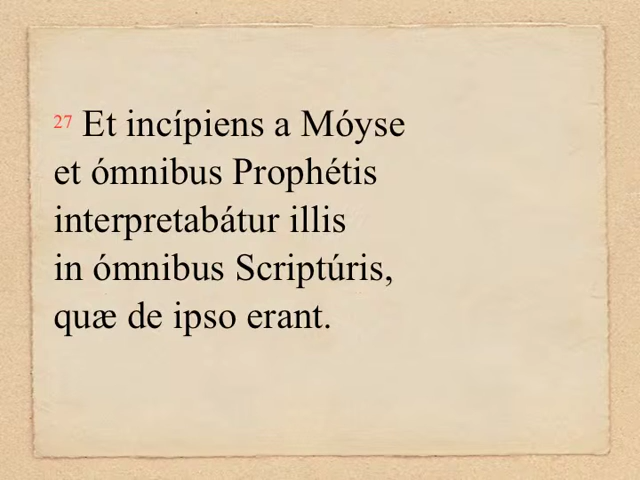 27 Et incípiens a Móyse
et ómnibus Prophétis
interpretabátur illis
in ómnibus Scriptúris,
quæ de ipso erant.